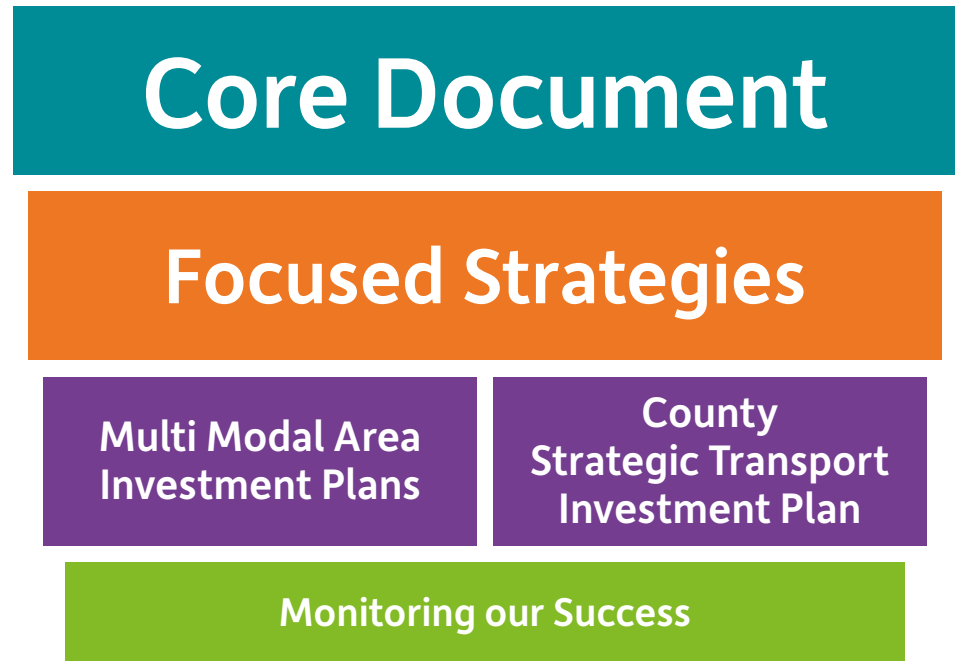 Core Document
Focused Strategies
Multi Modal Area
Investment Plans
County
Strategic Transport
Investment Plan
Monitoring our Success